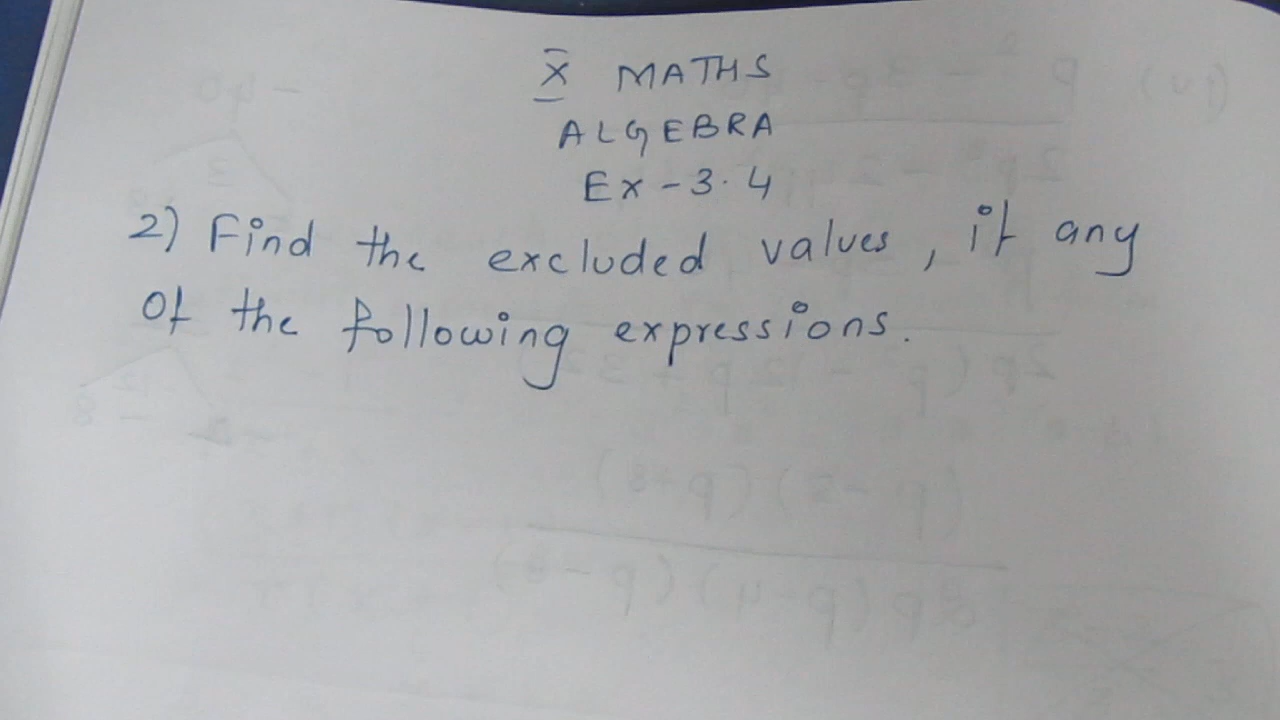 X MATHS
ALGEBRA
Ex - 3.4
2) Find the excluded values, if any
of the following expressions.